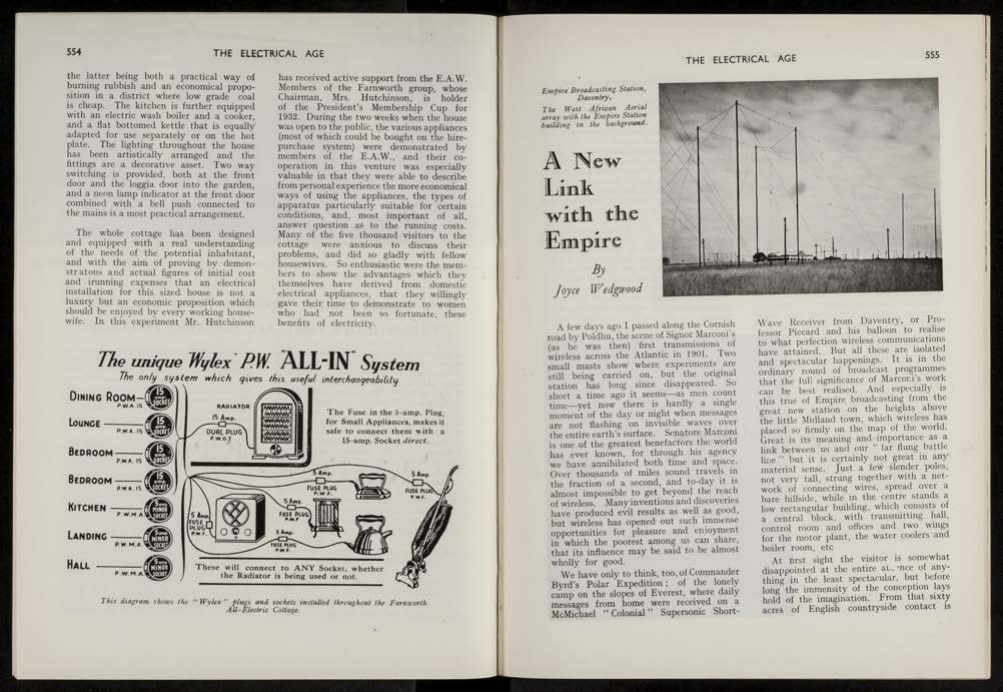 554
THE ELECTRICAL AGE
the latter being both a practical way of
burning rubbish and an economical propo-
sition in a district where low grade coal
is cheap. The kitchen is further equipped
with an electric wash boiler and a cooker,
and a flat bottomed kettle that is equally
adapted for use separately or on the hot
plate. The lighting throughout the house
has been artistically arranged and the
fittings are a decorative asset. Two way
switching is provided, both at the front
door and the loggia door into the garden,
and a neon lamp indicator at the front door
combined with a bell push connected to
the mains is a most practical arrangement.
The whole cottage has been designed
and equipped with a real understanding
of the needs of the potential inhabitant,
and with the aim of proving by demon-
stratons and actual figures of initial cost
and irunning expenses that an electrical
installation for this sized house is not a
luxury but an economic proposition which
should be enjoyed by every working house-
wife. In this experiment Mr. Hutchinson
has received active support from the E.A.W.
Members of the Farnworth group, whose
Chairman, Mrs. Hutchinson, is holder
of the President's Membership Cup for
1932. During the two weeks when the house
was open to the public, the various appliances
(most of which could be bought on the hire-
purchase system) were demonstrated by
members of the E.A.W., and their co-
operation in this venture was especially
valuable in that they were able to describe
from personal experience the more economical
ways of using the appliances, the types of
apparatus particularly suitable for certain
conditions, and, most important of all,
answer question as to the running costs.
Many of the five thousand visitors to the
cottage were anxious to discuss their
problems, and did so gladly with fellow
housewives. So enthusiastic were the mem-
bers to show the advantages which they
themselves have derived from domestic
electrical appliances, that they willingly
gave their time to demonstrate to women
who had not been so fortunate, these
benefits of electricity.
The unique "Wylex" P.W. "ALL-IN" System
The only system which gives this useful interchangeability
DINING ROOM
P.W.A. 15
15 AMP. SOCKET
LOUNGE
P.W.A. 15
15 AMP. SOCKET
BEDROOM
P.W.A. 15
15 AMP. SOCKET
BEDROOM
P.W.A. 15
15 AMP. SOCKET
KITCHEN
P.W.M.A.
5 AMP. MINOR SOCKET
LANDING
P.W.M.A.
5 AMP. MINOR SOCKET
HALL
P.W.M.A.
5 AMP. MINOR SOCKET
RADIATOR
15 Amp.
DUAL PLUG
P.W.D.F.
The Fuse in the 5-amp. Plug,
for Small Appliances, makes it
safe to connect them with a
15-amp. Socket direct.
5 Amp.
FUSE PLUG
P.W.F.
5 Amp.
FUSE PLUG
P.W.F.
5 Amp.
FUSE PLUG
P.W.F.
5 Amp.
FUSE PLUG
P.W.F.
5 Amp.
FUSE PLUG
P.W.F.
These will connect to ANY Socket, whether
the Radiator is being used or not.
This diagram shows the "Wylex" plugs and sockets installed throughout the Farnworth
All-Electric Cottage.
THE ELECTRICAL AGE
555
Empire Broadcasting Station,
Daventry.
The West African Aerial
array with the Empire Station
building in the background.
A New
Link
with the
Empire
By
Joyce Wedgwood
A few days ago I passed along the Cornish
road by Poldhu, the scene of Signor Marconi's
(as he was then) first transmissions of
wireless across the Atlantic in 1901. Two
small masts show where experiments are
still being carried on, but the original
station has long since disappeared. So
short a time ago it seems—as men count
time—yet now there is hardly a single
moment of the day or night when messages
are not flashing on invisible waves over
the entire earth's surface. Senatore Marconi
is one of the greatest benefactors the world
has ever known, for through his agency
we have annihilated both time and space.
Over thousands of miles sound travels in
the fraction of a second, and to-day it is
almost impossible to get beyond the reach
of wireless. Many inventions and discoveries
have produced evil results as well as good,
but wireless has opened out such immense
opportunities for pleasure and enjoyment
in which the poorest among us can share,
that its influence may be said to be almost
wholly for good.
We have only to think, too, of Commander
Byrd's Polar Expedition; of the lonely
camp on the slopes of Everest, where daily
messages from home were received on a
McMichael "Colonial" Supersonic Short-
Wave Receiver from Daventry, or Pro-
fessor Piccard and his balloon to realise
to what perfection wireless communications
have attained. But all these are isolated
and spectacular happenings. It is in the
ordinary round of broadcast programmes
that the full significance of Marconi's work
can be best realised. And especially is
this true of Empire broadcasting from the
great new station on the heights above
the little Midland town, which wireless has
placed so firmly on the map of the world.
Great is its meaning and importance as a
link between us and our "far flung battle
line" but it is certainly not great in any
material sense. Just a few slender poles,
not very tall, strung together with a net-
work of connecting wires, spread over a
bare hillside, while in the centre stands a
low rectangular building, which consists of
a central block, with transmitting hall,
control room and offices and two wings
for the motor plant, the water coolers and
boiler room, etc
At first sight the visitor is somewhat
disappointed at the entire of any-
thing in the least spectacular, but before
long the immensity of the conception lays
hold of the imagination. From that sixty
acres of English countryside contact is